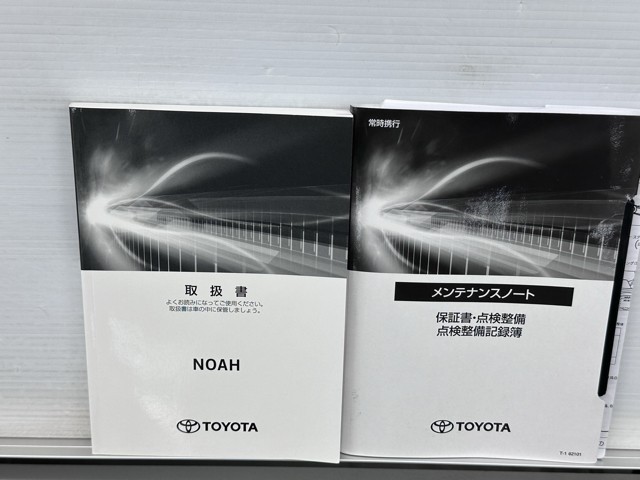 取扱書
よくお読みになってご使用ください。
取扱書は車の中に保管しましょう。
NOAH
TOYOTA
常時携行
メンテナンスノート
保証書・点検整備
点検整備記録簿
TOYOTA